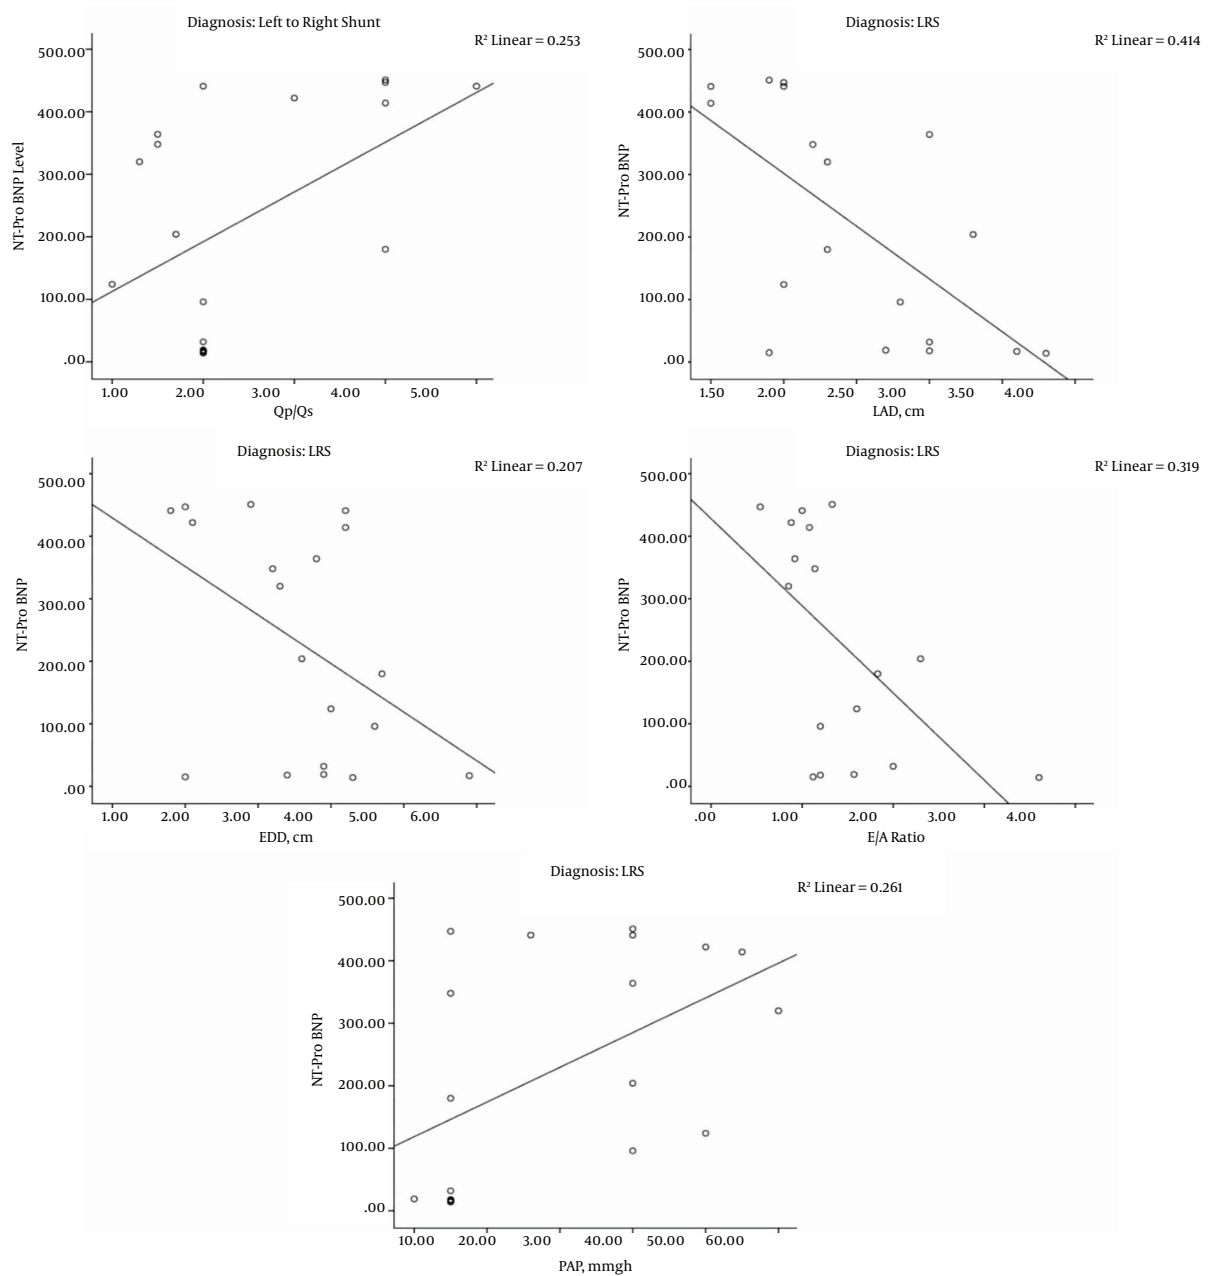 Diagnosis: Left to Right Shunt
R² Linear = 0.253
500.00
400.00
300.00
200.00
100.00
.00
NT-Pro BNP Level
1.00 2.00 3.00 4.00 5.00
Qp/Qs
Diagnosis: LRS
R² Linear = 0.414
500.00
400.00
300.00
200.00
100.00
.00
NT-Pro BNP
1.50 2.00 2.50 3.00 3.50 4.00
LAD, cm
Diagnosis: LRS
R² Linear = 0.207
500.00
400.00
300.00
200.00
100.00
.00
NT-Pro BNP
1.00 2.00 3.00 4.00 5.00 6.00
EDD, cm
Diagnosis: LRS
R² Linear = 0.319
500.00
400.00
300.00
200.00
100.00
.00
NT-Pro BNP
.00 1.00 2.00 3.00 4.00
E/A Ratio
Diagnosis: LRS
R² Linear = 0.261
500.00
400.00
300.00
200.00
100.00
.00
NT-Pro BNP
10.00 20.00 3.00 40.00 50.00 60.00
PAP, mmgh